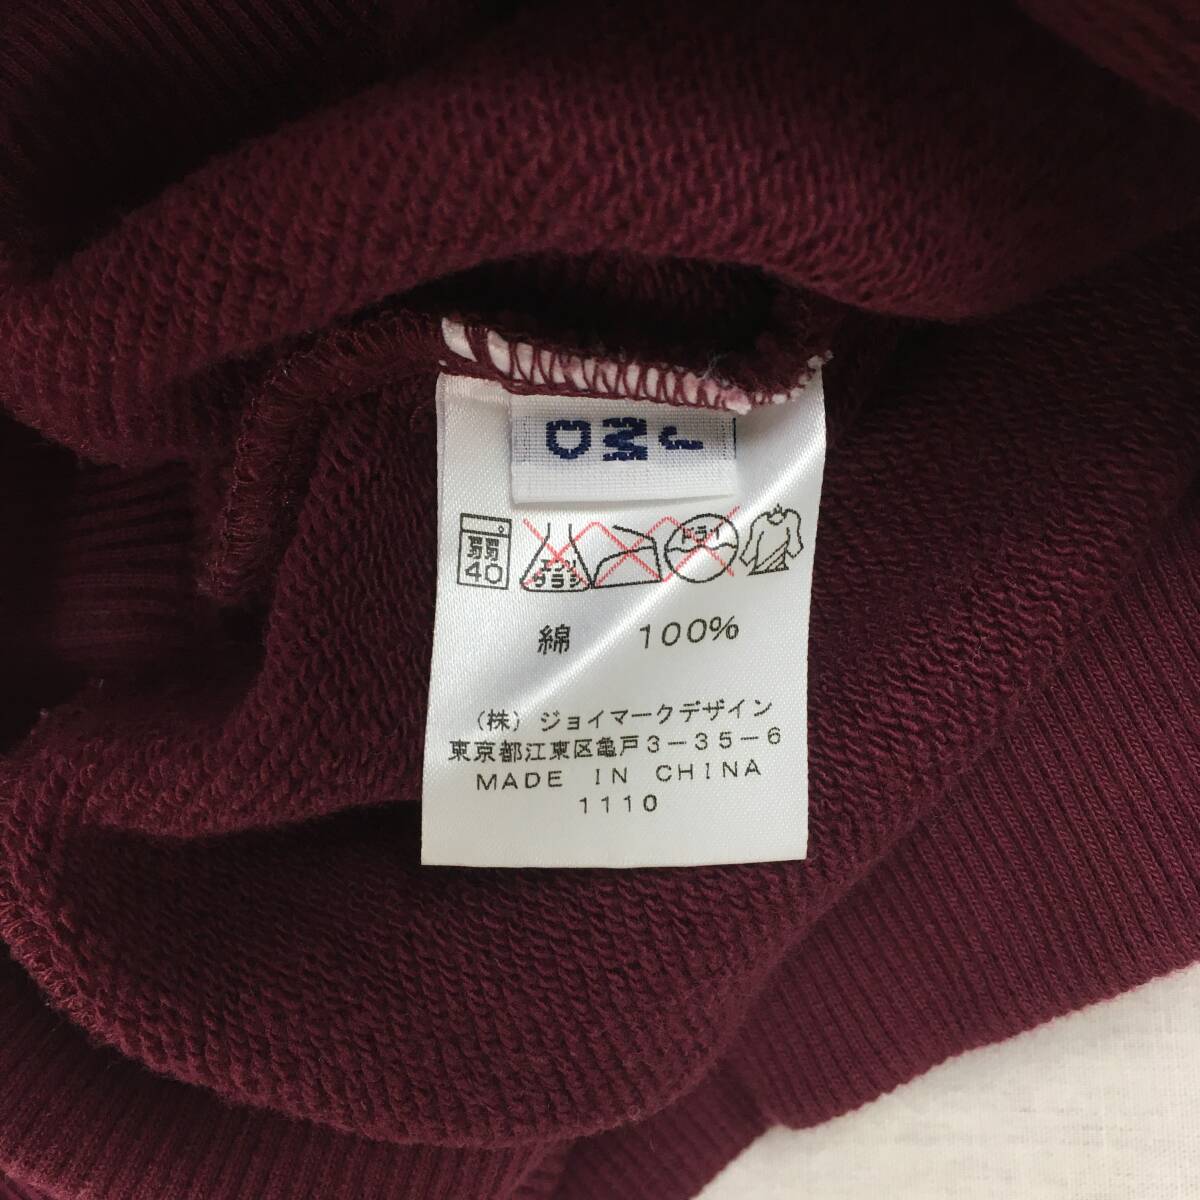 JMD
弱 40 エンソ サラシ ドライ
綿 100%
(株) ジョイマークデザイン
東京都江東区亀戸3-35-6
MADE IN CHINA
1110